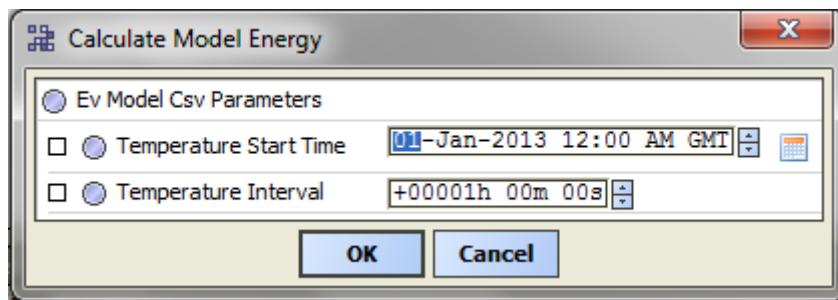 Calculate Model Energy
Ev Model Csv Parameters
Temperature Start Time 01-Jan-2013 12:00 AM GMT
Temperature Interval +00001h 00m 00s
OK Cancel